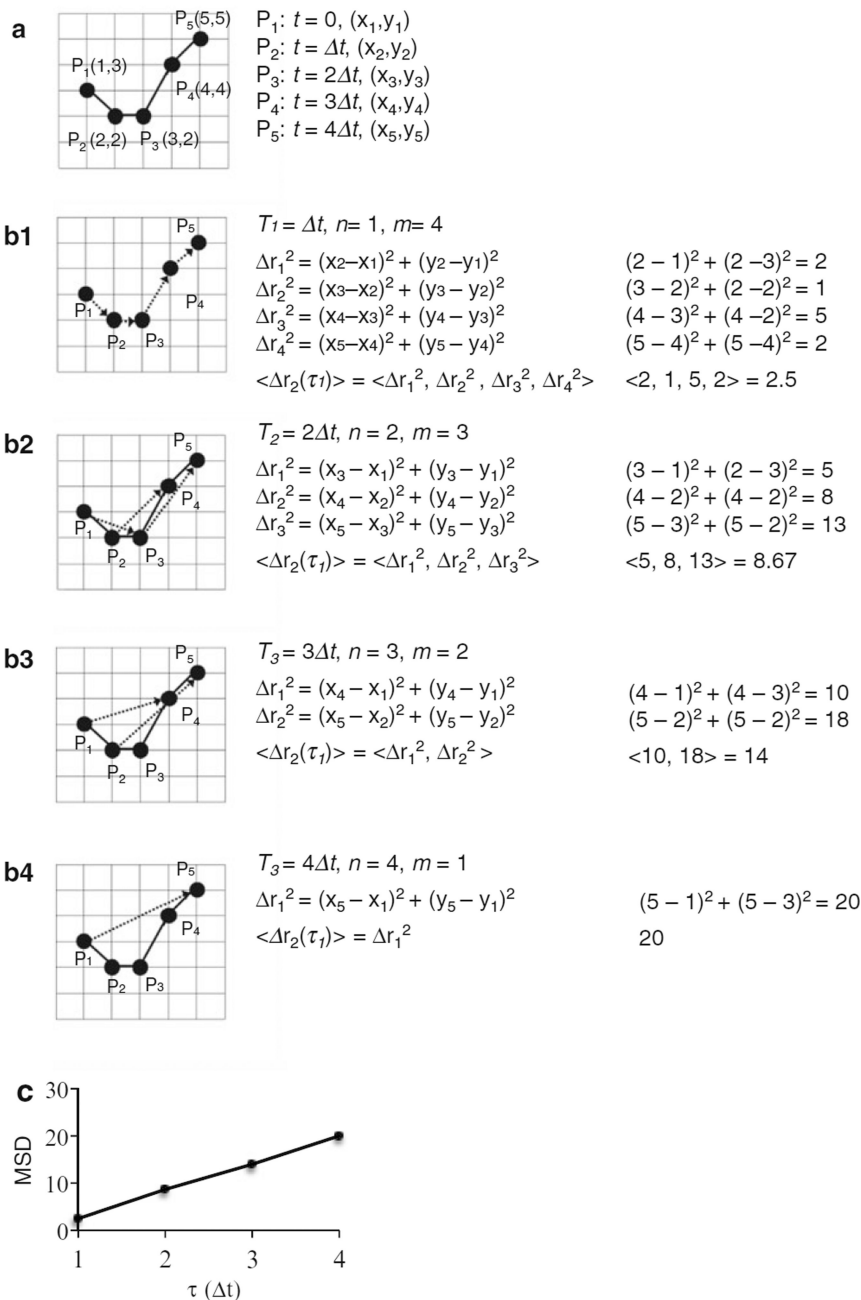 a
P₅(5,5)
P₁(1,3)
P₄(4,4)
P₂(2,2) P₃(3,2)
P₁: t = 0, (x₁,y₁)
P₂: t = Δt, (x₂,y₂)
P₃: t = 2Δt, (x₃,y₃)
P₄: t = 3Δt, (x₄,y₄)
P₅: t = 4Δt, (x₅,y₅)
b1
P₅
P₁
P₄
P₂ P₃
T₁ = Δt, n= 1, m= 4
Δr₁² = (x₂–x₁)² + (y₂ –y₁)² (2 – 1)² + (2 –3)² = 2
Δr₂² = (x₃–x₂)² + (y₃ – y₂)² (3 – 2)² + (2 –2)² = 1
Δr₃² = (x₄–x₃)² + (y₄ – y₃)² (4 – 3)² + (4 –2)² = 5
Δr₄² = (x₅–x₄)² + (y₅ – y₄)² (5 – 4)² + (5 –4)² = 2
<Δr₂(τ₁)> = <Δr₁², Δr₂² , Δr₃², Δr₄²> <2, 1, 5, 2> = 2.5
b2
P₅
P₄
P₁
P₂ P₃
T₂ = 2Δt, n = 2, m = 3
Δr₁² = (x₃ – x₁)² + (y₃ – y₁)² (3 – 1)² + (2 – 3)² = 5
Δr₂² = (x₄ – x₂)² + (y₄ – y₂)² (4 – 2)² + (4 – 2)² = 8
Δr₃² = (x₅ – x₃)² + (y₅ – y₃)² (5 – 3)² + (5 – 2)² = 13
<Δr₂(τ₁)> = <Δr₁², Δr₂², Δr₃²> <5, 8, 13> = 8.67
b3
P₅
P₄
P₁
P₂ P₃
T₃ = 3Δt, n = 3, m = 2
Δr₁² = (x₄ – x₁)² + (y₄ – y₁)² (4 – 1)² + (4 – 3)² = 10
Δr₂² = (x₅ – x₂)² + (y₅ – y₂)² (5 – 2)² + (5 – 2)² = 18
<Δr₂(τ₁)> = <Δr₁², Δr₂² > <10, 18> = 14
b4
P₅
P₄
P₁
P₂ P₃
T₃ = 4Δt, n = 4, m = 1
Δr₁² = (x₅ – x₁)² + (y₅ – y₁)² (5 – 1)² + (5 – 3)² = 20
<Δr₂(τ₁)> = Δr₁² 20
c
MSD
30
20
10
0
1 2 3 4
τ (Δt)